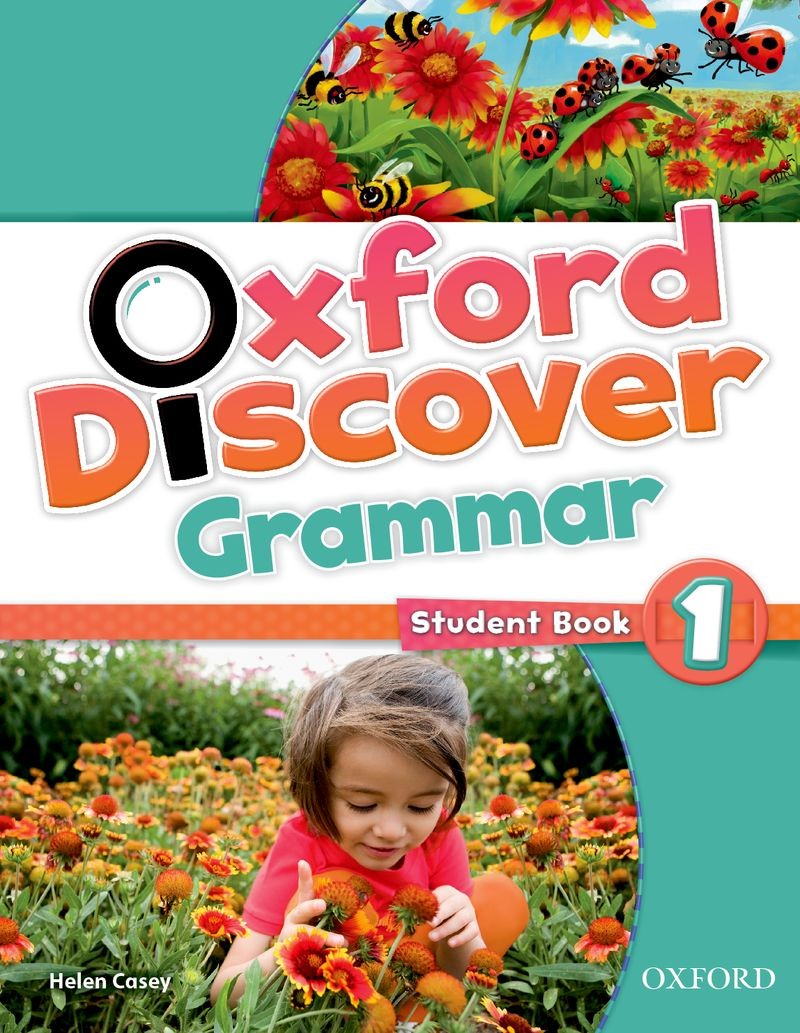 Oxford
Discover
Grammar
Student Book 1
Helen Casey
OXFORD